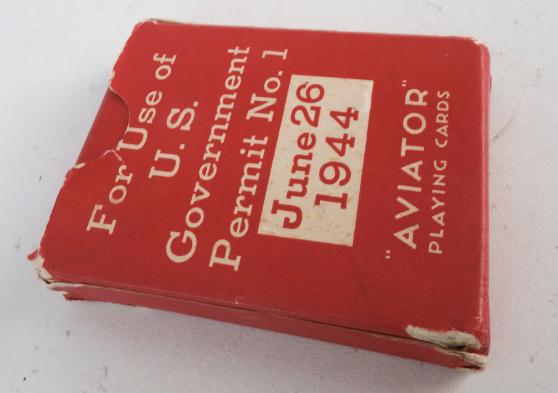 For Use of
U. S.
Government
Permit No. 1
June 26
1944
"AVIATOR"
PLAYING CARDS